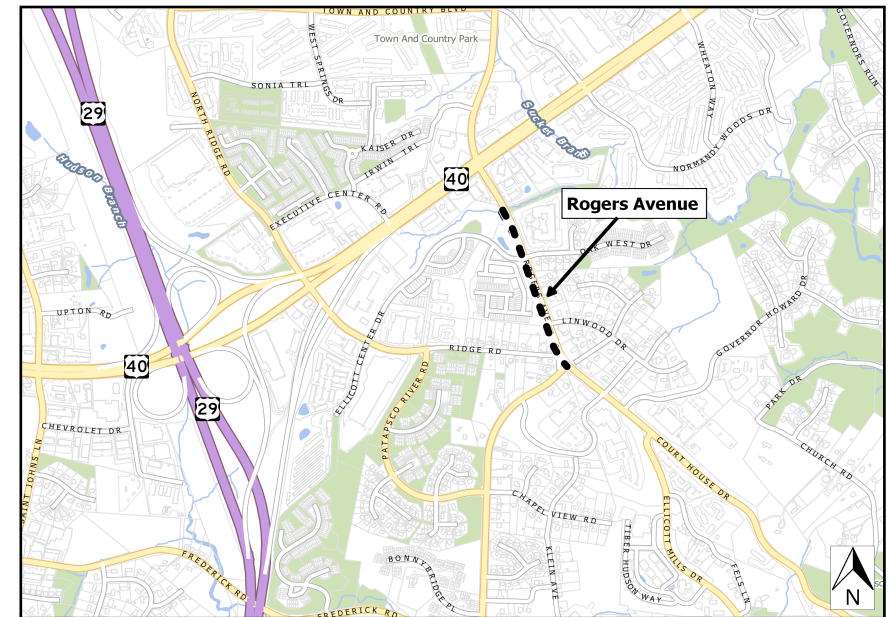 TOWN AND COUNTRY BLVD
Town And Country Park
WEST SPRINGS DR
GOVERNORS RUN
WHEATON WAY
SONIA TRL
NORTH RIDGE RD
29
Sucker Branch
KAISER DR
IRWIN TRL
NORMANDY WOODS DR
Hudson Branch
40
Rogers Avenue
EXECUTIVE CENTER RD
OAK WEST DR
ROGERS AVE
GOVERNOR HOWARD DR
UPTON RD
LINWOOD DR
ELLICOTT CENTER DR
RIDGE RD
40
PATAPSCO RIVER RD
PARK DR
29
CHEVROLET DR
SAINT JOHNS LN
COURT HOUSE DR
CHURCH RD
CHAPEL VIEW RD
ELLICOTT MILLS DR
TIBER HUDSON WAY
KLEIN AVE
BONNYBRIDGE PL
FELS LN
FREDERICK RD
FREDERICK RD
N